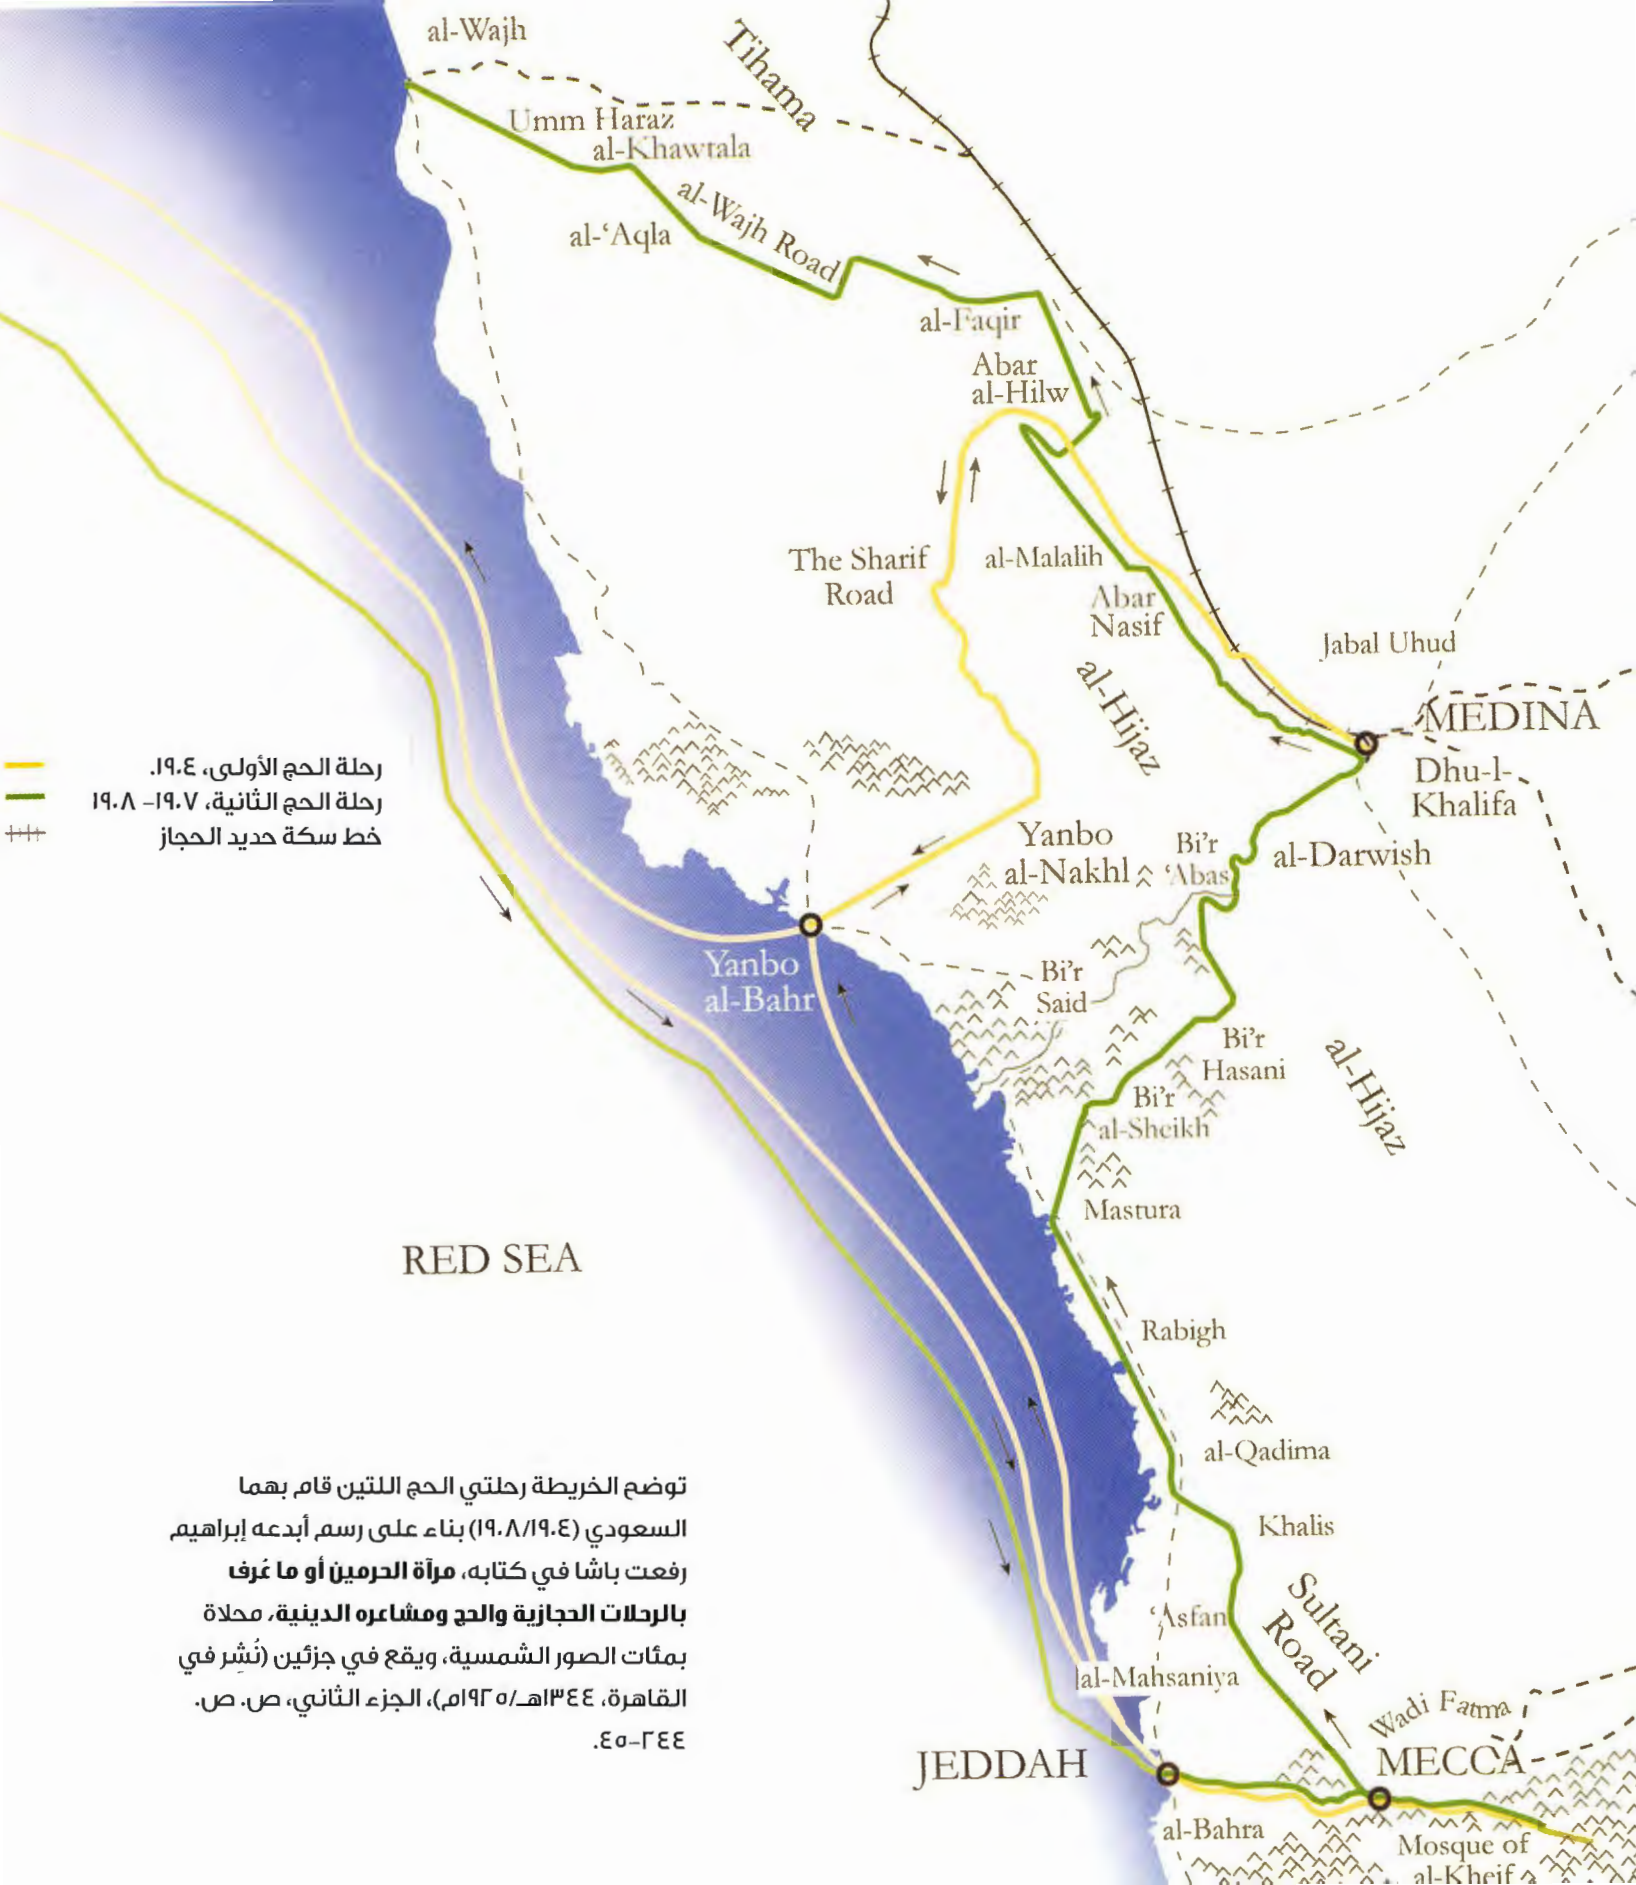 al-Wajh
Tihama
Umm Haraz
al-Khawtala
al-Wajh Road
al-‘Aqla
al-Faqir
Abar
al-Hilw
The Sharif
Road
al-Malalih
Abar
Nasif
Jabal Uhud
al-Hijaz
MEDINA
Dhu-l-
Khalifa
رحلة الحج الأولى، ١٩٠٤.
رحلة الحج الثانية، ١٩٠٧– ١٩٠٨
خط سكة حديد الحجاز
Yanbo
al-Nakhl
Bi’r
‘Abas
al-Darwish
Yanbo
al-Bahr
Bi’r
Said
Bi’r
Hasani
al-Hijaz
Bi’r
al-Sheikh
Mastura
RED SEA
Rabigh
al-Qadima
Khalis
توضح الخريطة رحلتي الحج اللتين قام بهما
السعودي (١٩٠٨/١٩٠٤) بناء على رسم أبدعه إبراهيم
رفعت باشا في كتابه، مرآة الحرمين أو ما عُرف
بالرحلات الحجازية والحج ومشاعره الدينية، محلاة
بمئات الصور الشمسية، ويقع في جزئين (نُشِر في
القاهرة، ١٣٤٤هـ/١٩٢٥م)، الجزء الثاني، ص. ص.
٢٤٤–٤٥.
‘Asfan
Sultani
Road
al-Mahsaniya
Wadi Fatma
JEDDAH
MECCA
al-Bahra
Mosque of
al-Kheif